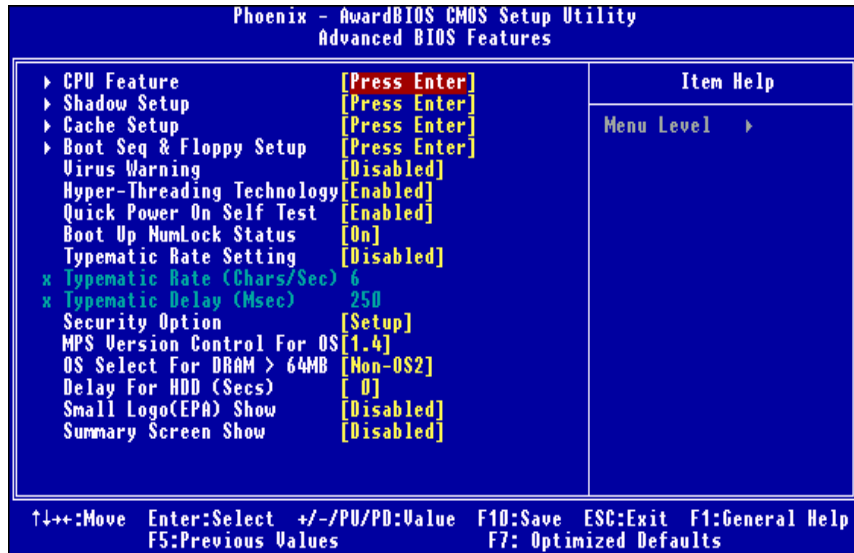 Phoenix - AwardBIOS CMOS Setup Utility
Advanced BIOS Features
CPU Feature [Press Enter]
Shadow Setup [Press Enter]
Cache Setup [Press Enter]
Boot Seq & Floppy Setup [Press Enter]
Virus Warning [Disabled]
Hyper-Threading Technology[Enabled]
Quick Power On Self Test [Enabled]
Boot Up NumLock Status [On]
Typematic Rate Setting [Disabled]
x Typematic Rate (Chars/Sec) 6
x Typematic Delay (Msec) 250
Security Option [Setup]
MPS Version Control For OS[1.4]
OS Select For DRAM > 64MB [Non-OS2]
Delay For HDD (Secs) [ 0]
Small Logo(EPA) Show [Disabled]
Summary Screen Show [Disabled]
Item Help
Menu Level
↑↓→←:Move Enter:Select +/-/PU/PD:Value F10:Save ESC:Exit F1:General Help
F5:Previous Values F7: Optimized Defaults